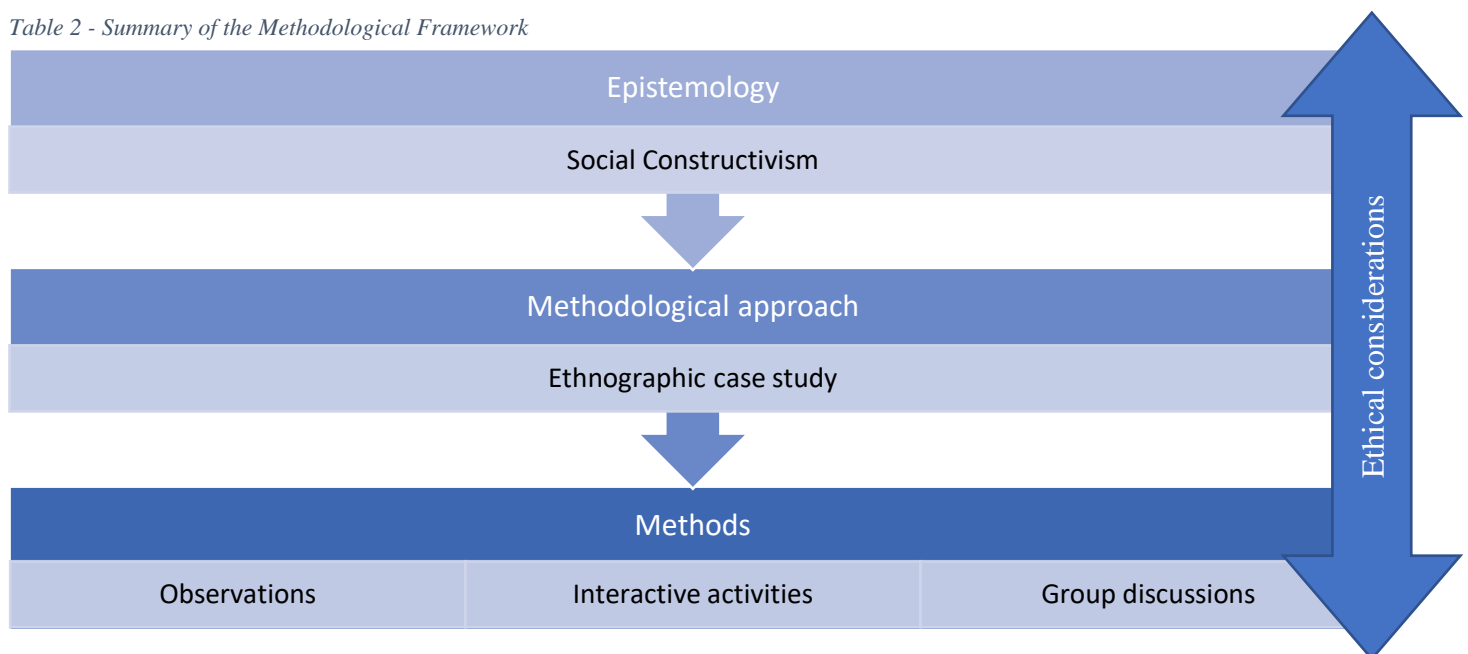 Table 2 - Summary of the Methodological Framework
Epistemology
Social Constructivism
Methodological approach
Ethnographic case study
Methods
Observations
Interactive activities
Group discussions
Ethical considerations